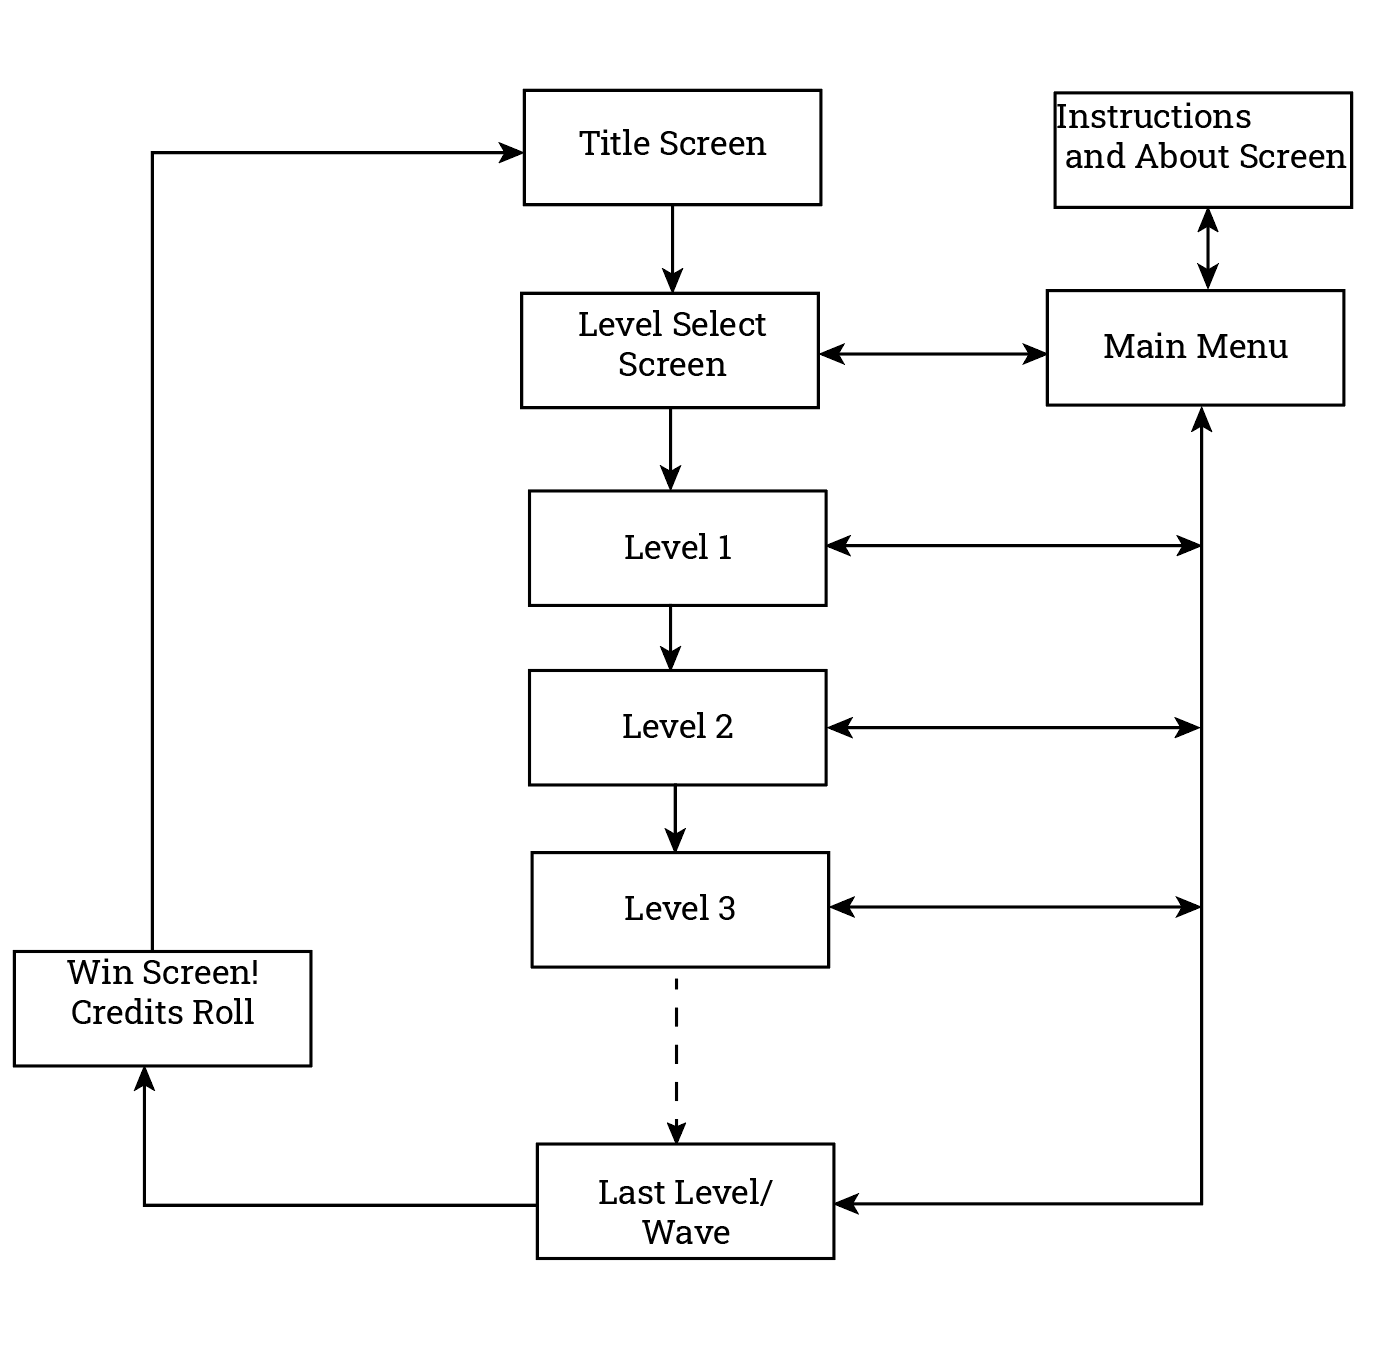 Title Screen
Instructions
and About Screen
Level Select
Screen
Main Menu
Level 1
Level 2
Level 3
Win Screen!
Credits Roll
Last Level/
Wave